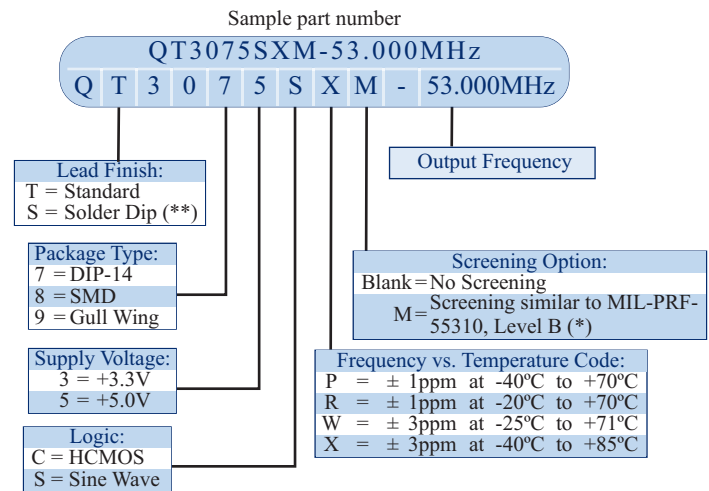 Sample part number
QT3075SXM-53.000MHz
Q T 3 0 7 5 S X M - 53.000MHz
Output Frequency
Lead Finish:
T = Standard
S = Solder Dip (**)
Package Type:
7 = DIP-14
8 = SMD
9 = Gull Wing
Supply Voltage:
3 = +3.3V
5 = +5.0V
Logic:
C = HCMOS
S = Sine Wave
Screening Option:
Blank = No Screening
M = Screening similar to MIL-PRF-
55310, Level B (*)
Frequency vs. Temperature Code:
P = ± 1ppm at -40ºC to +70ºC
R = ± 1ppm at -20ºC to +70ºC
W = ± 3ppm at -25ºC to +71ºC
X = ± 3ppm at -40ºC to +85ºC